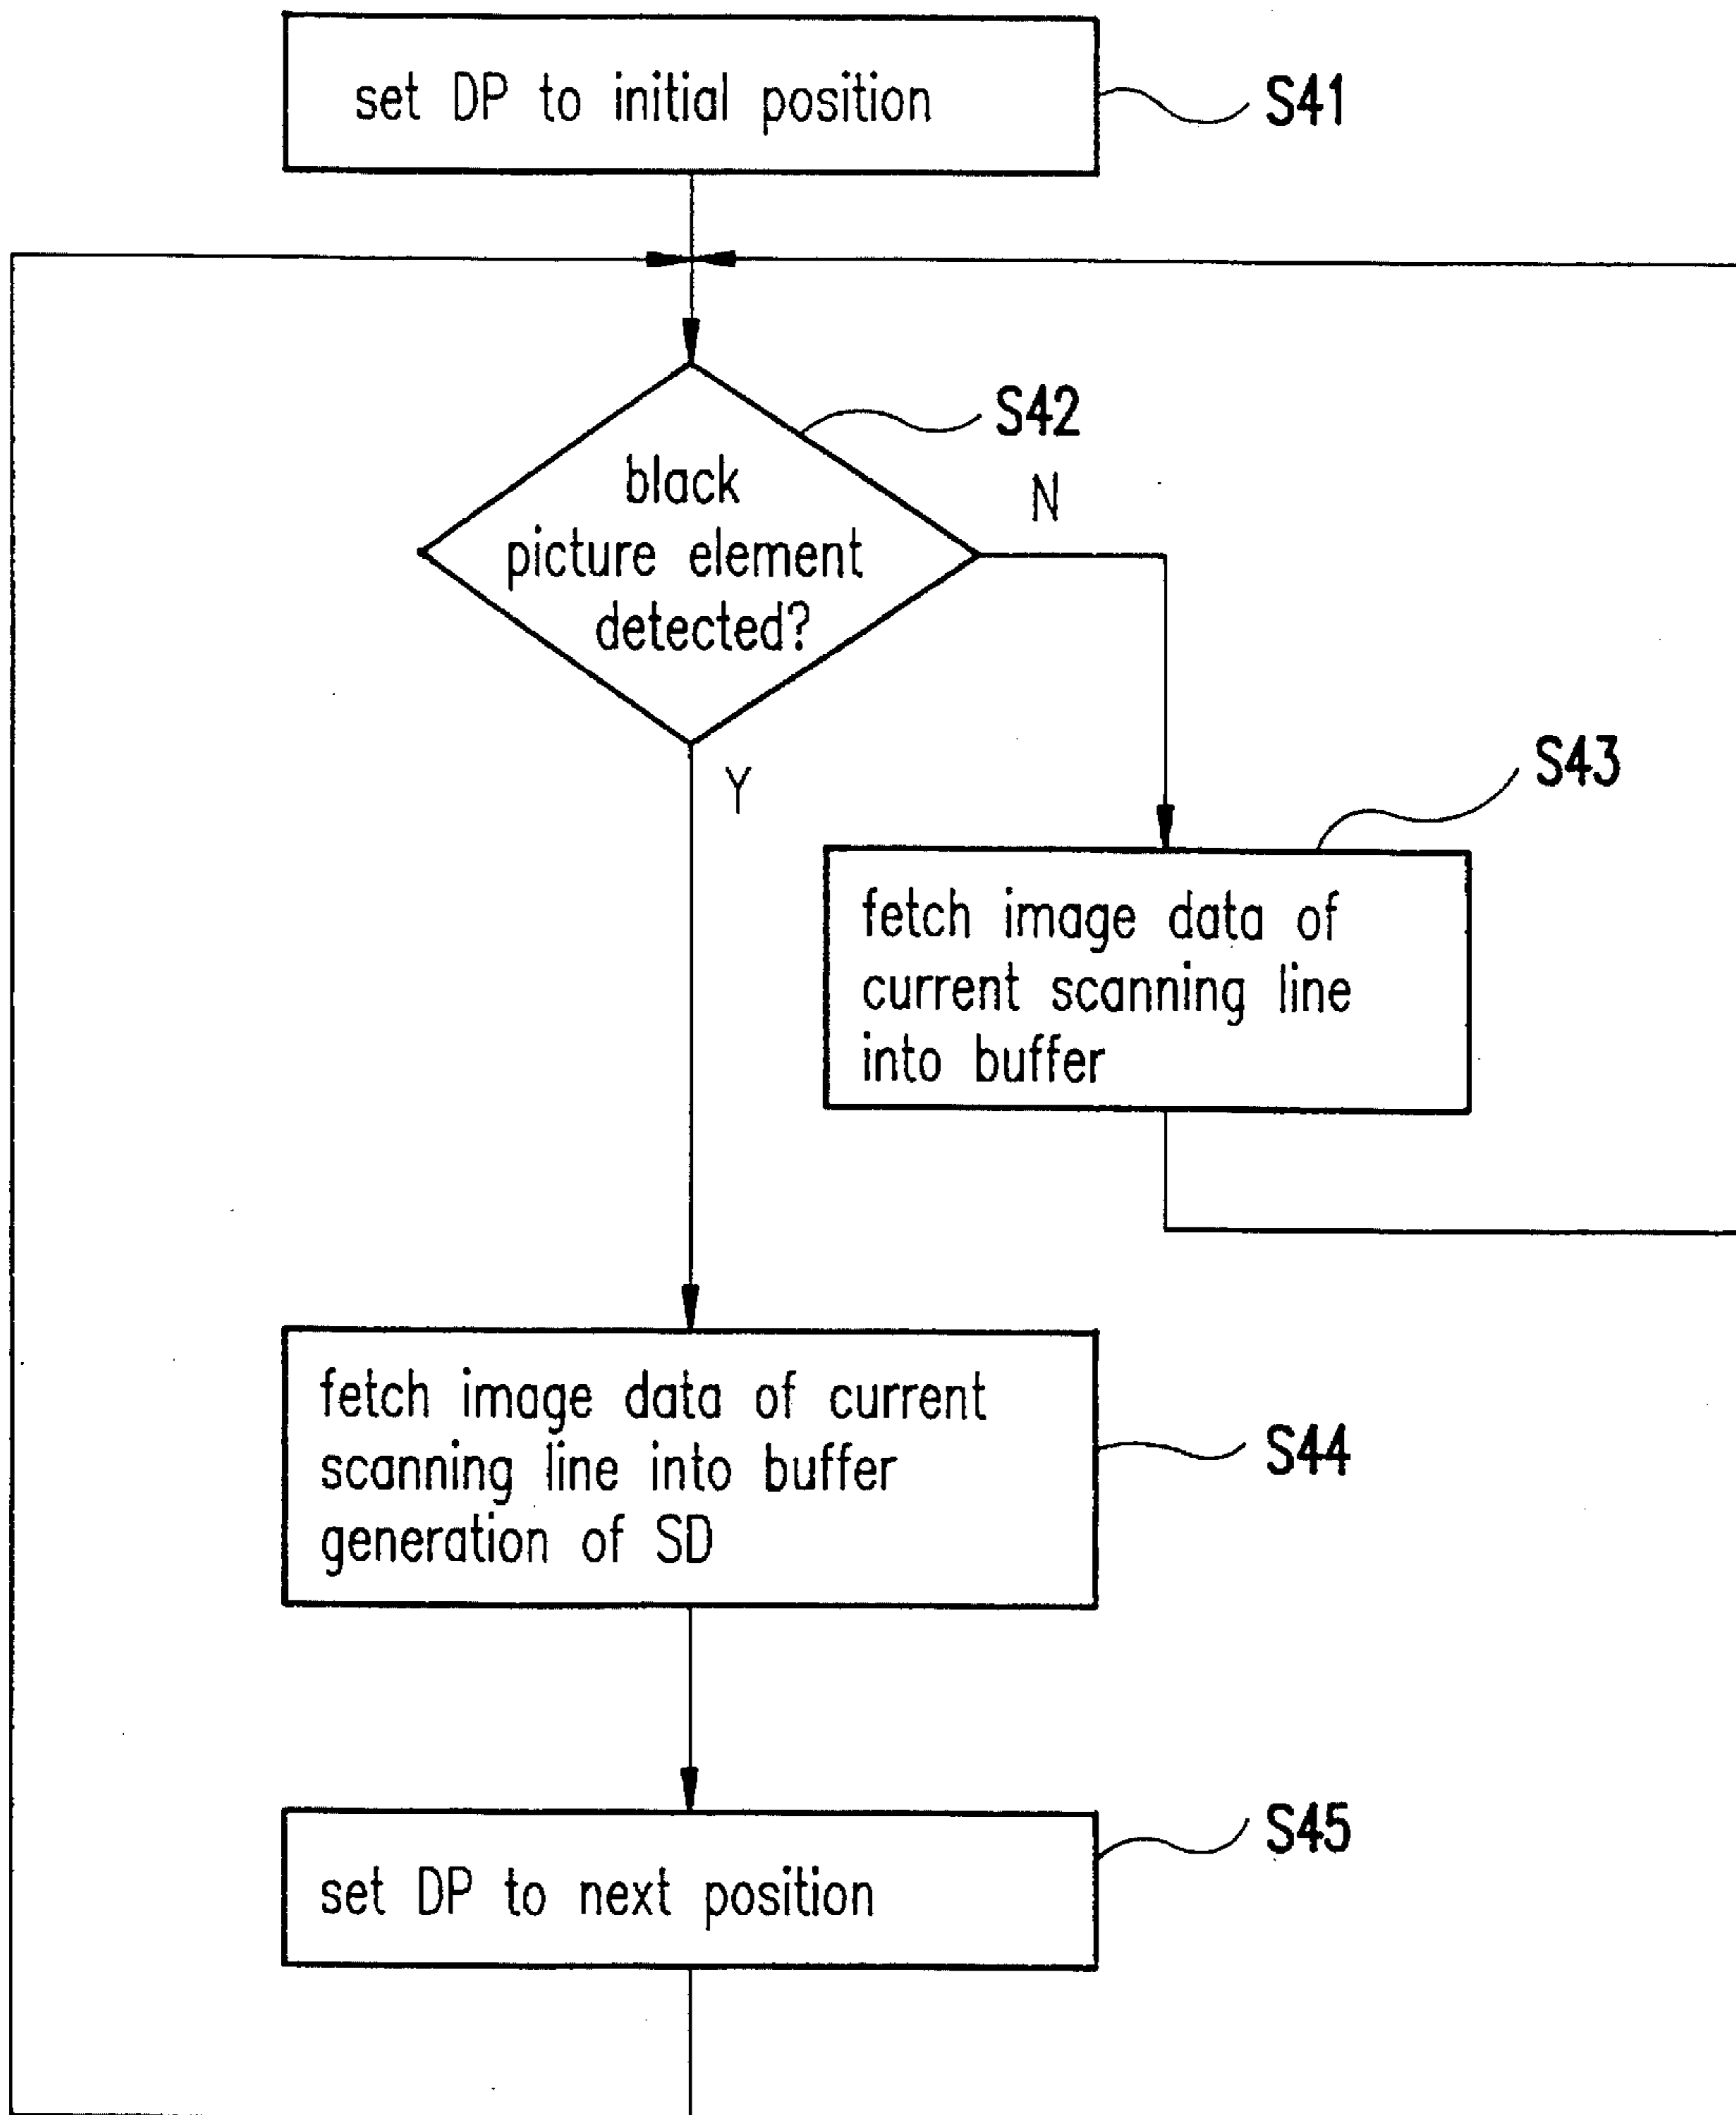 set DP to initial position
S41
S42
black
picture element
detected?
N
Y
S43
fetch image data of
current scanning line
into buffer
fetch image data of current
scanning line into buffer
generation of SD
S44
set DP to next position
S45